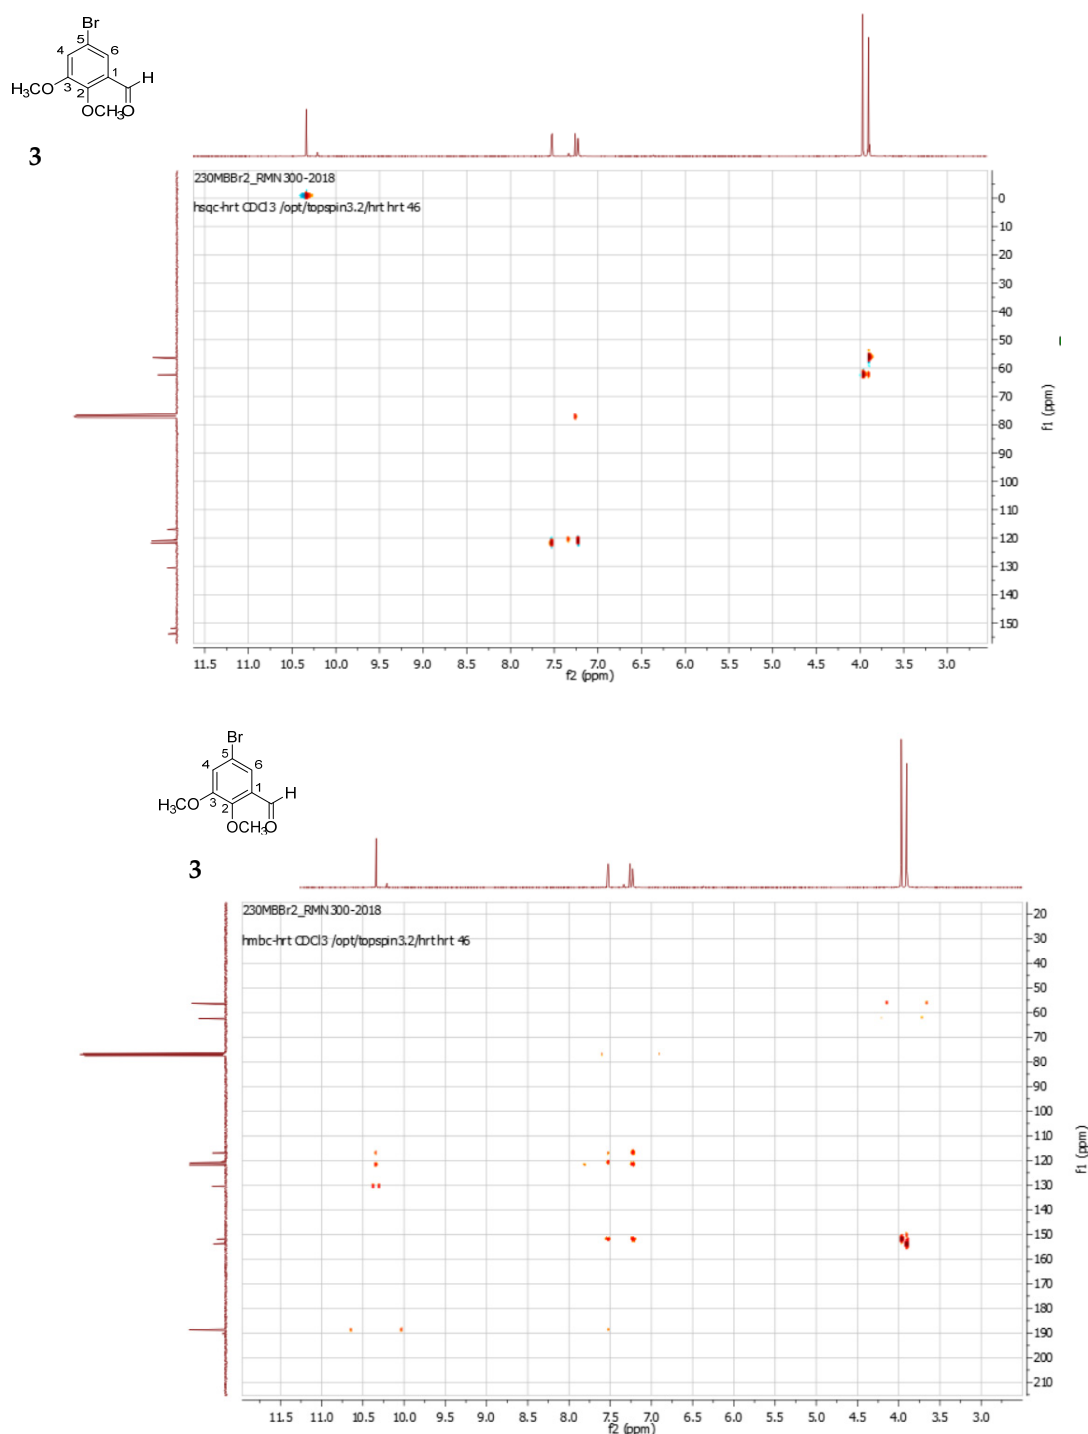 Br
5
4
6
1
H
H₃CO
3
2
OCH₃
O
3
230MBBr2_RMN300-2018
hsqc-hrt CDCl3 /opt/topspin3.2/hrt hrt 46
0
10
20
30
40
50
60
70
80
90
100
110
120
130
140
150
f1 (ppm)
11.5 11.0 10.5 10.0 9.5 9.0 8.5 8.0 7.5 7.0 6.5 6.0 5.5 5.0 4.5 4.0 3.5 3.0
f2 (ppm)
Br
5
4
6
1
H
H₃CO
3
2
OCH₃
O
3
230MBBr2_RMN300-2018
hmbc-hrt CDCl3 /opt/topspin3.2/hrt hrt 46
20
30
40
50
60
70
80
90
100
110
120
130
140
150
160
170
180
190
200
210
f1 (ppm)
11.5 11.0 10.5 10.0 9.5 9.0 8.5 8.0 7.5 7.0 6.5 6.0 5.5 5.0 4.5 4.0 3.5 3.0
f2 (ppm)